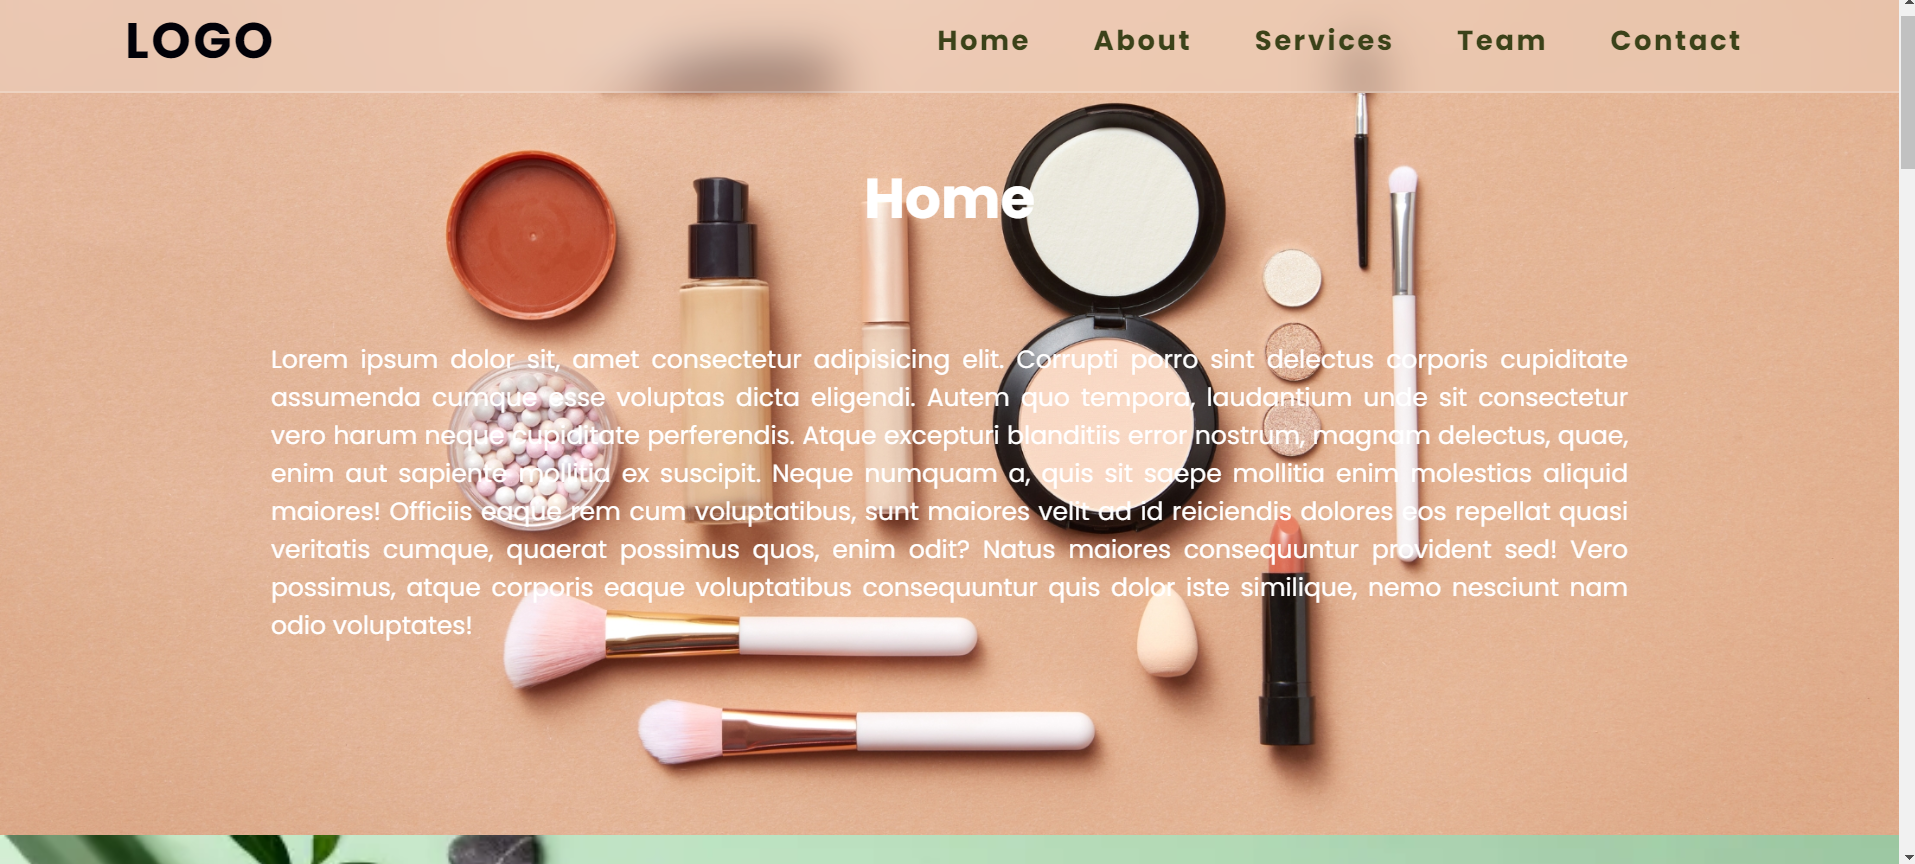 LOGO
Home About Services Team Contact
Home
Lorem ipsum dolor sit, amet consectetur adipisicing elit. Corrupti porro sint delectus corporis cupiditate
assumenda cumque esse voluptas dicta eligendi. Autem quo tempora, laudantium unde sit consectetur
vero harum neque cupiditate perferendis. Atque excepturi blanditiis error nostrum, magnam delectus, quae,
enim aut sapiente mollitia ex suscipit. Neque numquam a, quis sit saepe mollitia enim molestias aliquid
maiores! Officiis eaque rem cum voluptatibus, sunt maiores velit ad id reiciendis dolores eos repellat quasi
veritatis cumque, quaerat possimus quos, enim odit? Natus maiores consequuntur provident sed! Vero
possimus, atque corporis eaque voluptatibus consequuntur quis dolor iste similique, nemo nesciunt nam
odio voluptates!